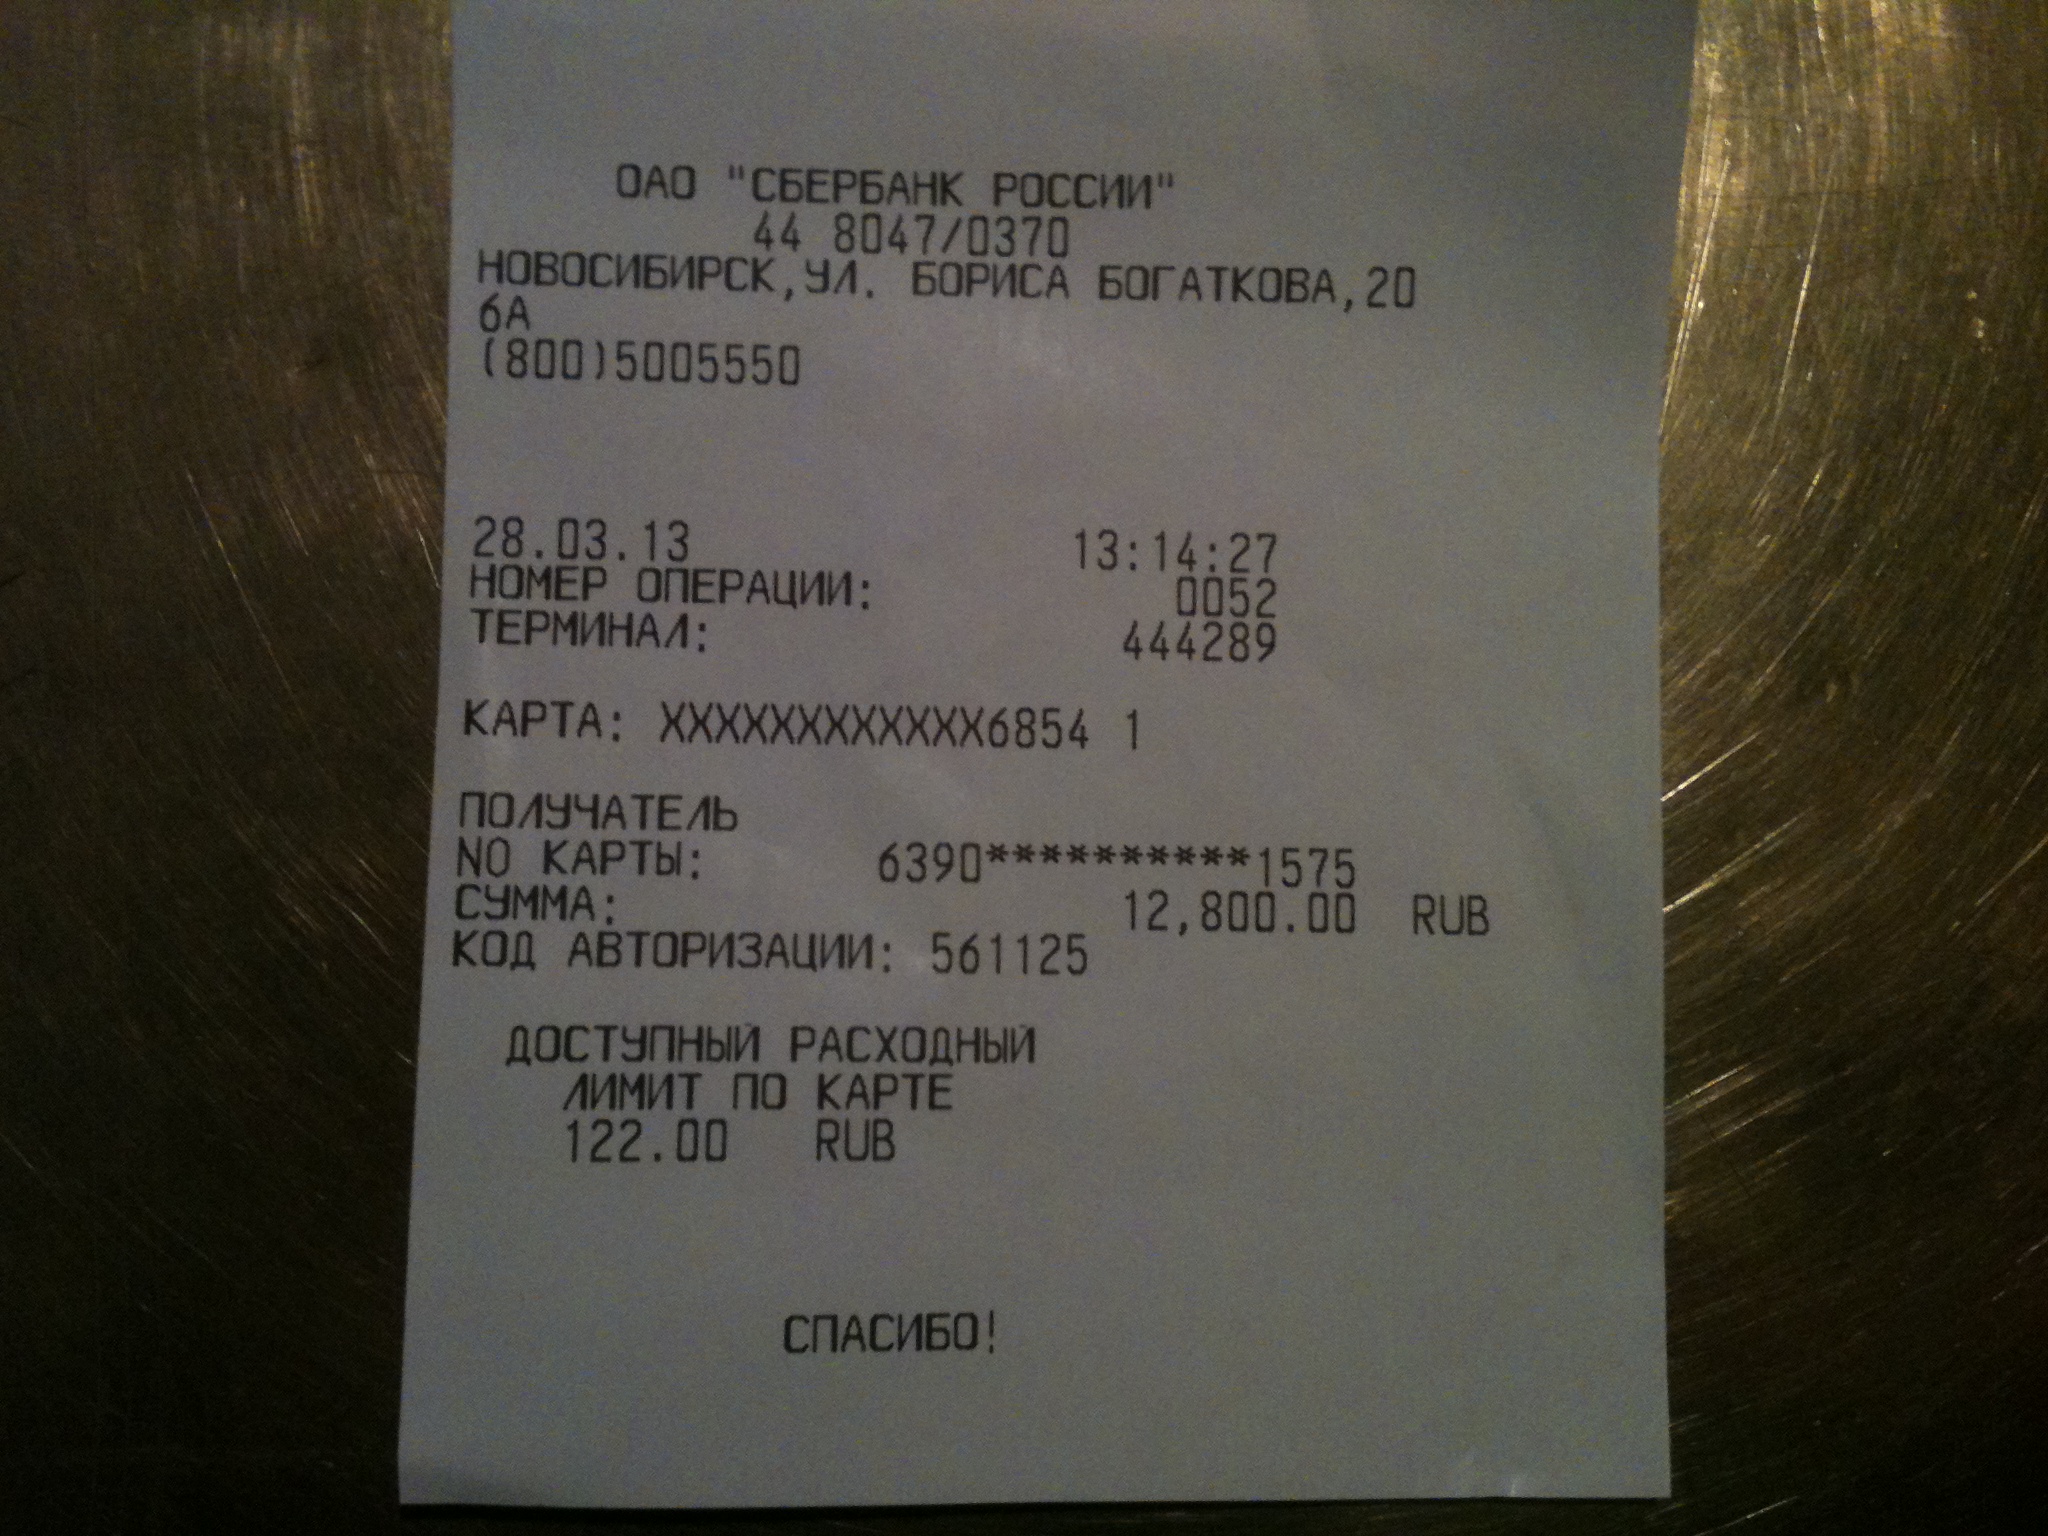 ОАО "СБЕРБАНК РОССИИ"
44 8047/0370
НОВОСИБИРСК,УЛ. БОРИСА БОГАТКОВА,20
6А
(800)5005550
28.03.13 13:14:27
НОМЕР ОПЕРАЦИИ: 0052
ТЕРМИНАЛ: 444289
КАРТА: XXXXXXXXXXXX6854 1
ПОЛУЧАТЕЛЬ
NO КАРТЫ: 6390**********1575
СУММА: 12,800.00 RUB
КОД АВТОРИЗАЦИИ: 561125
ДОСТУПНЫЙ РАСХОДНЫЙ
ЛИМИТ ПО КАРТЕ
122.00 RUB
СПАСИБО!